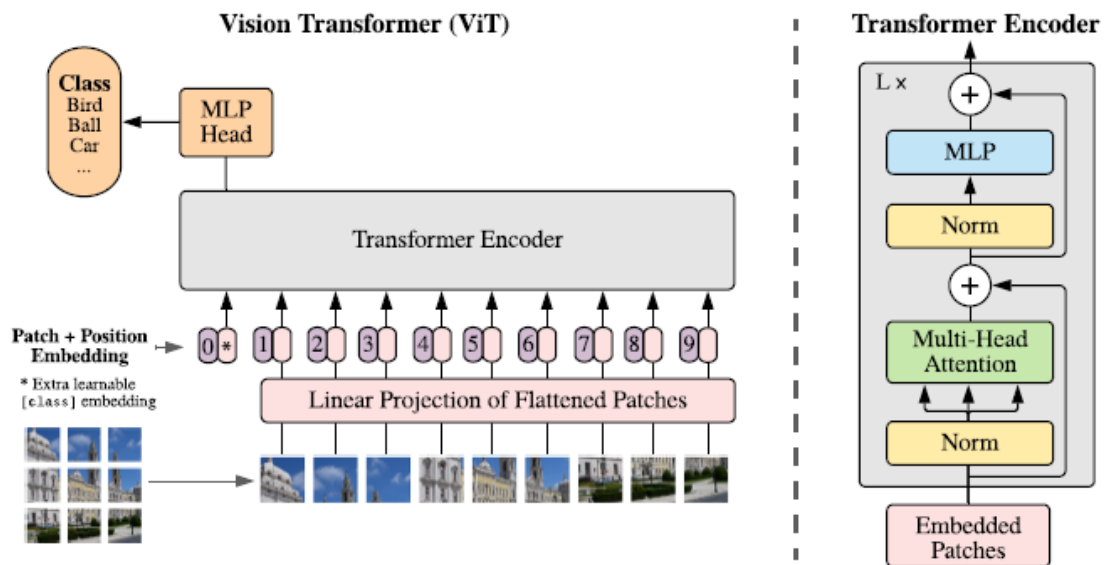 Vision Transformer (ViT)
Class
Bird
Ball
Car
...
MLP
Head
Transformer Encoder
Patch + Position
Embedding
0 * 1 2 3 4 5 6 7 8 9
* Extra learnable
[class] embedding
Linear Projection of Flattened Patches
Transformer Encoder
L ×
+
MLP
Norm
+
Multi-Head
Attention
Norm
Embedded
Patches